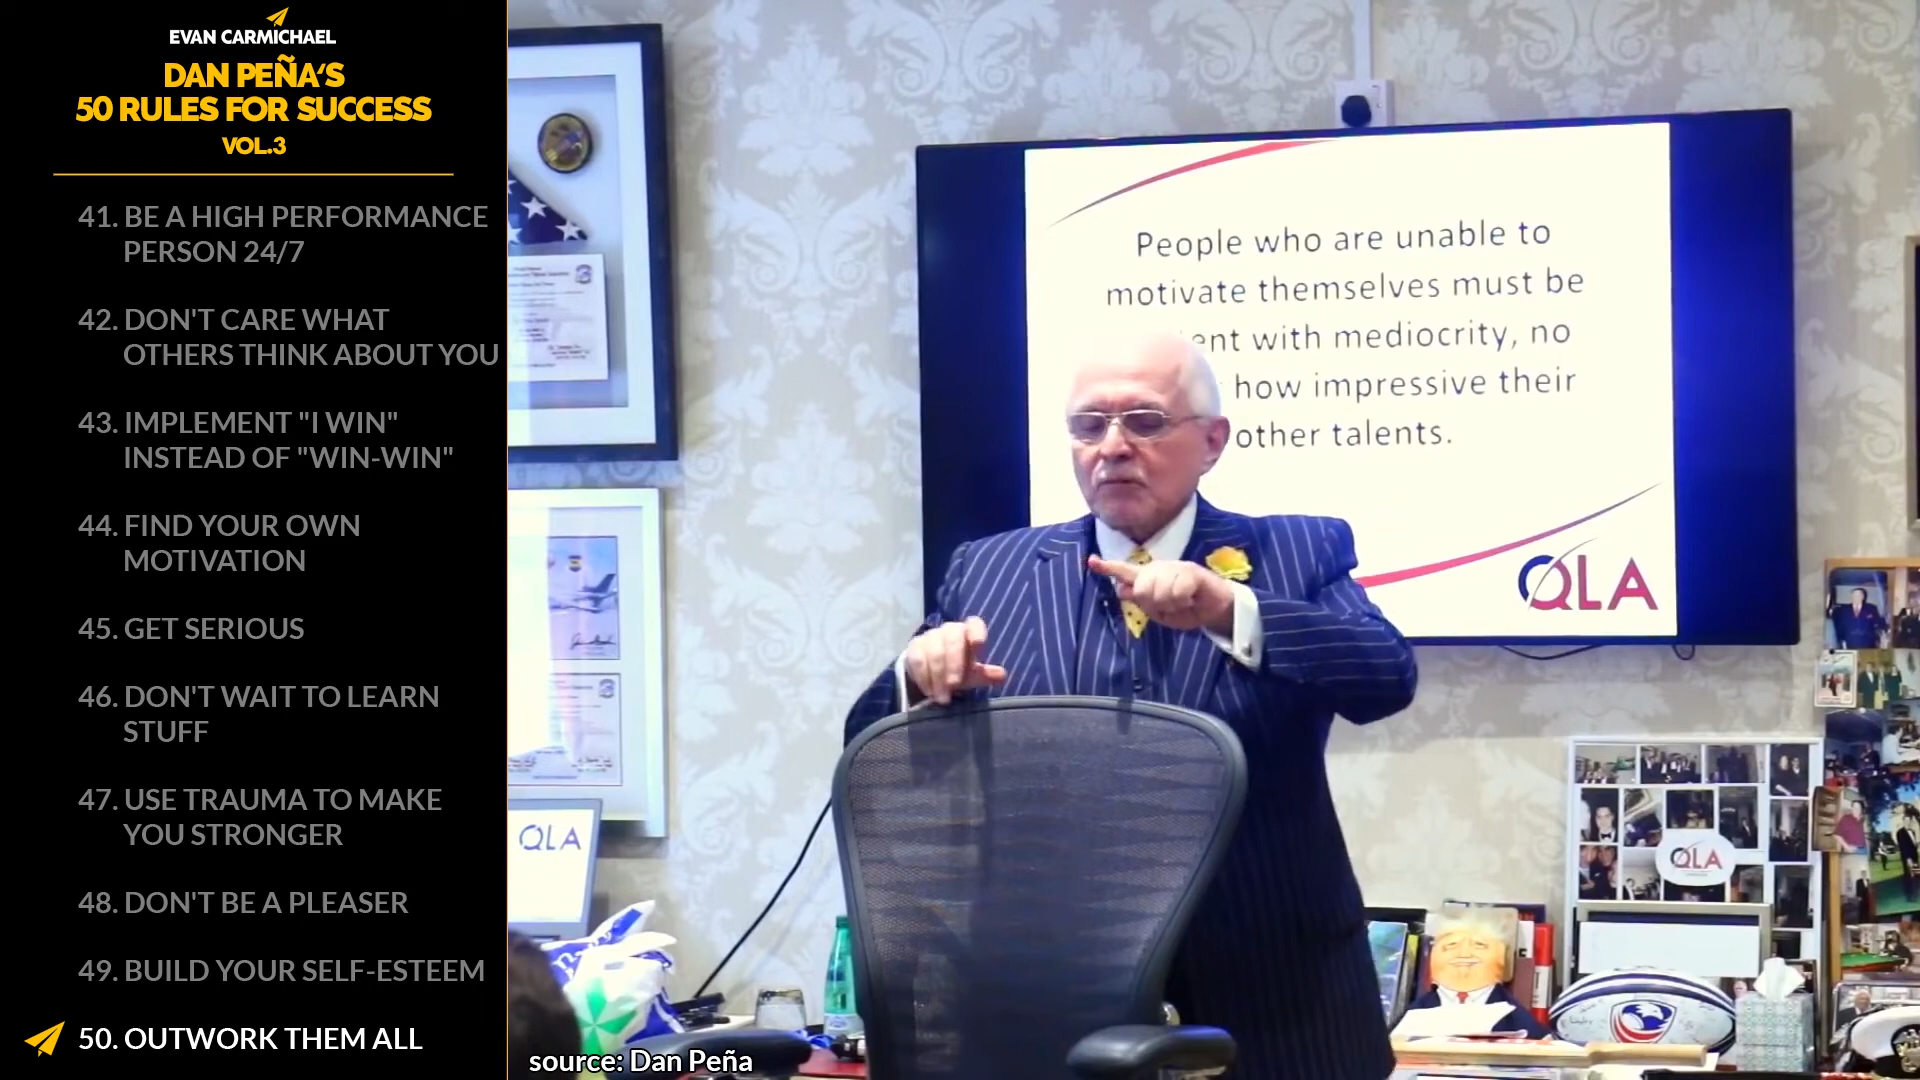 EVAN CARMICHAEL
DAN PEÑA'S
50 RULES FOR SUCCESS
VOL.3
41. BE A HIGH PERFORMANCE
PERSON 24/7
42. DON'T CARE WHAT
OTHERS THINK ABOUT YOU
43. IMPLEMENT "I WIN"
INSTEAD OF "WIN-WIN"
44. FIND YOUR OWN
MOTIVATION
45. GET SERIOUS
46. DON'T WAIT TO LEARN
STUFF
47. USE TRAUMA TO MAKE
YOU STRONGER
48. DON'T BE A PLEASER
49. BUILD YOUR SELF-ESTEEM
50. OUTWORK THEM ALL
People who are unable to
motivate themselves must be
ent with mediocrity, no
how impressive their
other talents.
QLA
QLA
QLA
source: Dan Peña